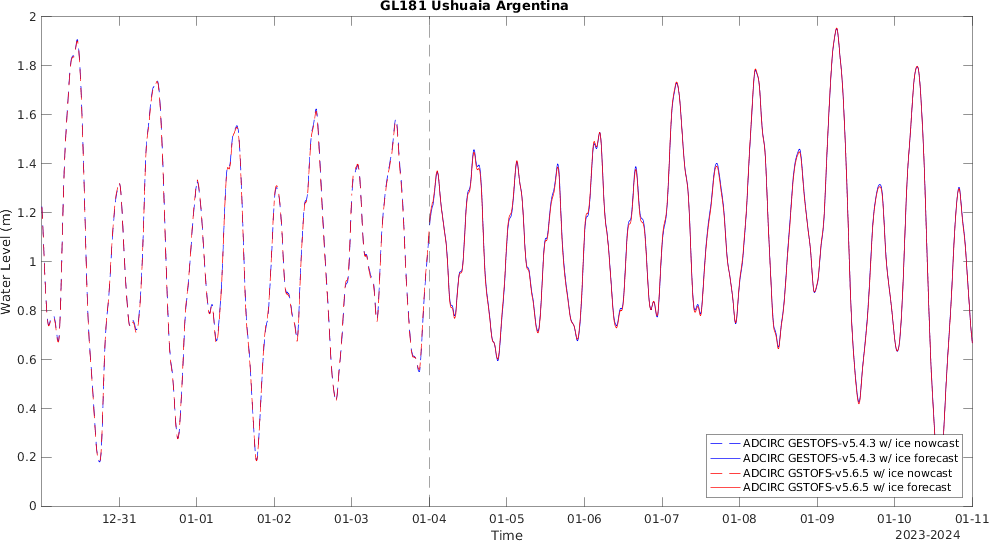 GL181 Ushuaia Argentina
2
1.8
1.6
1.4
1.2
1
0.8
0.6
0.4
0.2
0
Water Level (m)
ADCIRC GESTOFS-v5.4.3 w/ ice nowcast
ADCIRC GESTOFS-v5.4.3 w/ ice forecast
ADCIRC GSTOFS-v5.6.5 w/ ice nowcast
ADCIRC GSTOFS-v5.6.5 w/ ice forecast
12-31 01-01 01-02 01-03 01-04 01-05 01-06 01-07 01-08 01-09 01-10 01-11
Time
2023-2024